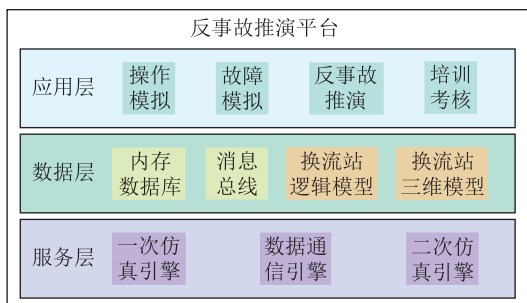 反事故推演平台
应用层
操作
模拟
故障
模拟
反事故
推演
培训
考核
数据层
内存
数据库
消息
总线
换流站
逻辑模型
换流站
三维模型
服务层
一次仿
真引擎
数据通
信引擎
二次仿
真引擎